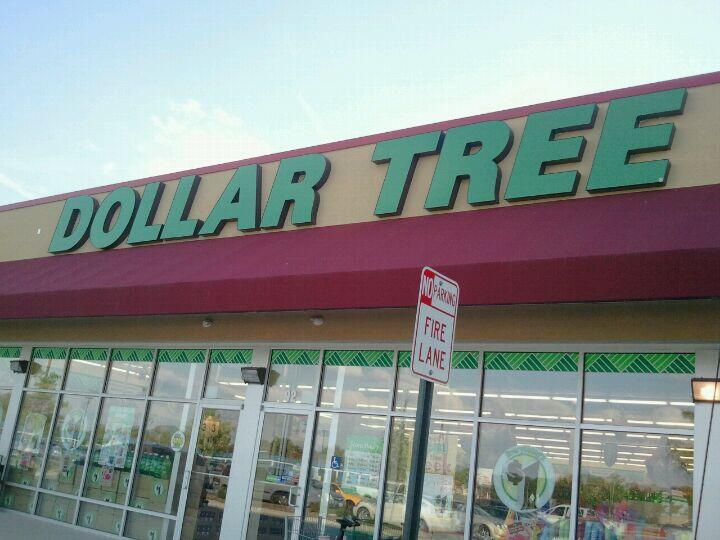 DOLLAR TREE
NO PARKING
FIRE
LANE